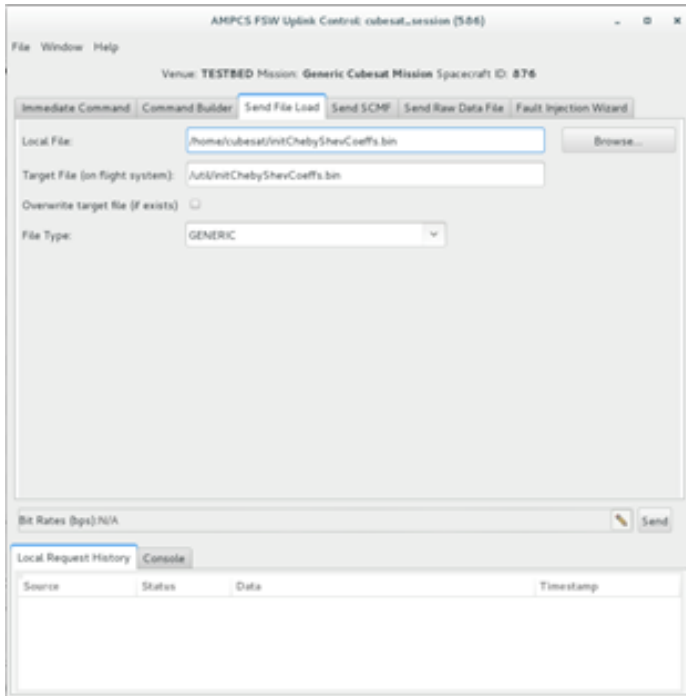 AMPCS FSW Uplink Control: cubesat_session (586)
File Window Help
Venue: TESTBED Mission: Generic Cubesat Mission Spacecraft ID: 876
Immediate Command Command Builder Send File Load Send SCMF Send Raw Data File Fault Injection Wizard
Local File: /home/cubesat/initChebyShevCoeffs.bin Browse...
Target File (on flight system): /util/initChebyShevCoeffs.bin
Overwrite target file (if exists)
File Type: GENERIC
Bit Rates (bps):N/A Send
Local Request History Console
Source Status Data Timestamp